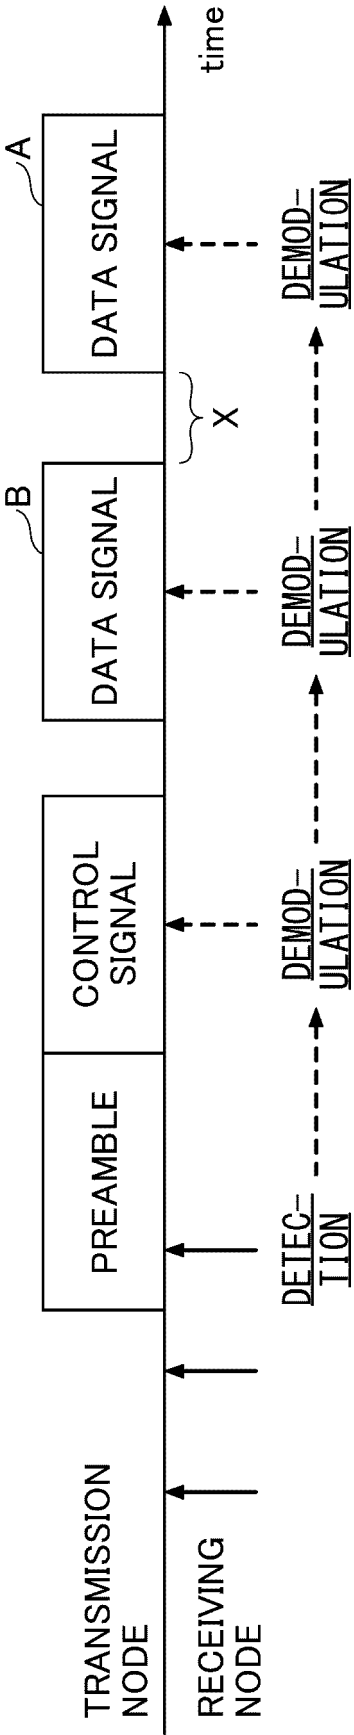 TRANSMISSION
NODE
PREAMBLE
CONTROL
SIGNAL
DATA SIGNAL
B
DATA SIGNAL
A
X
time
RECEIVING
NODE
DETEC-
TION
DEMOD-
ULATION
DEMOD-
ULATION
DEMOD-
ULATION